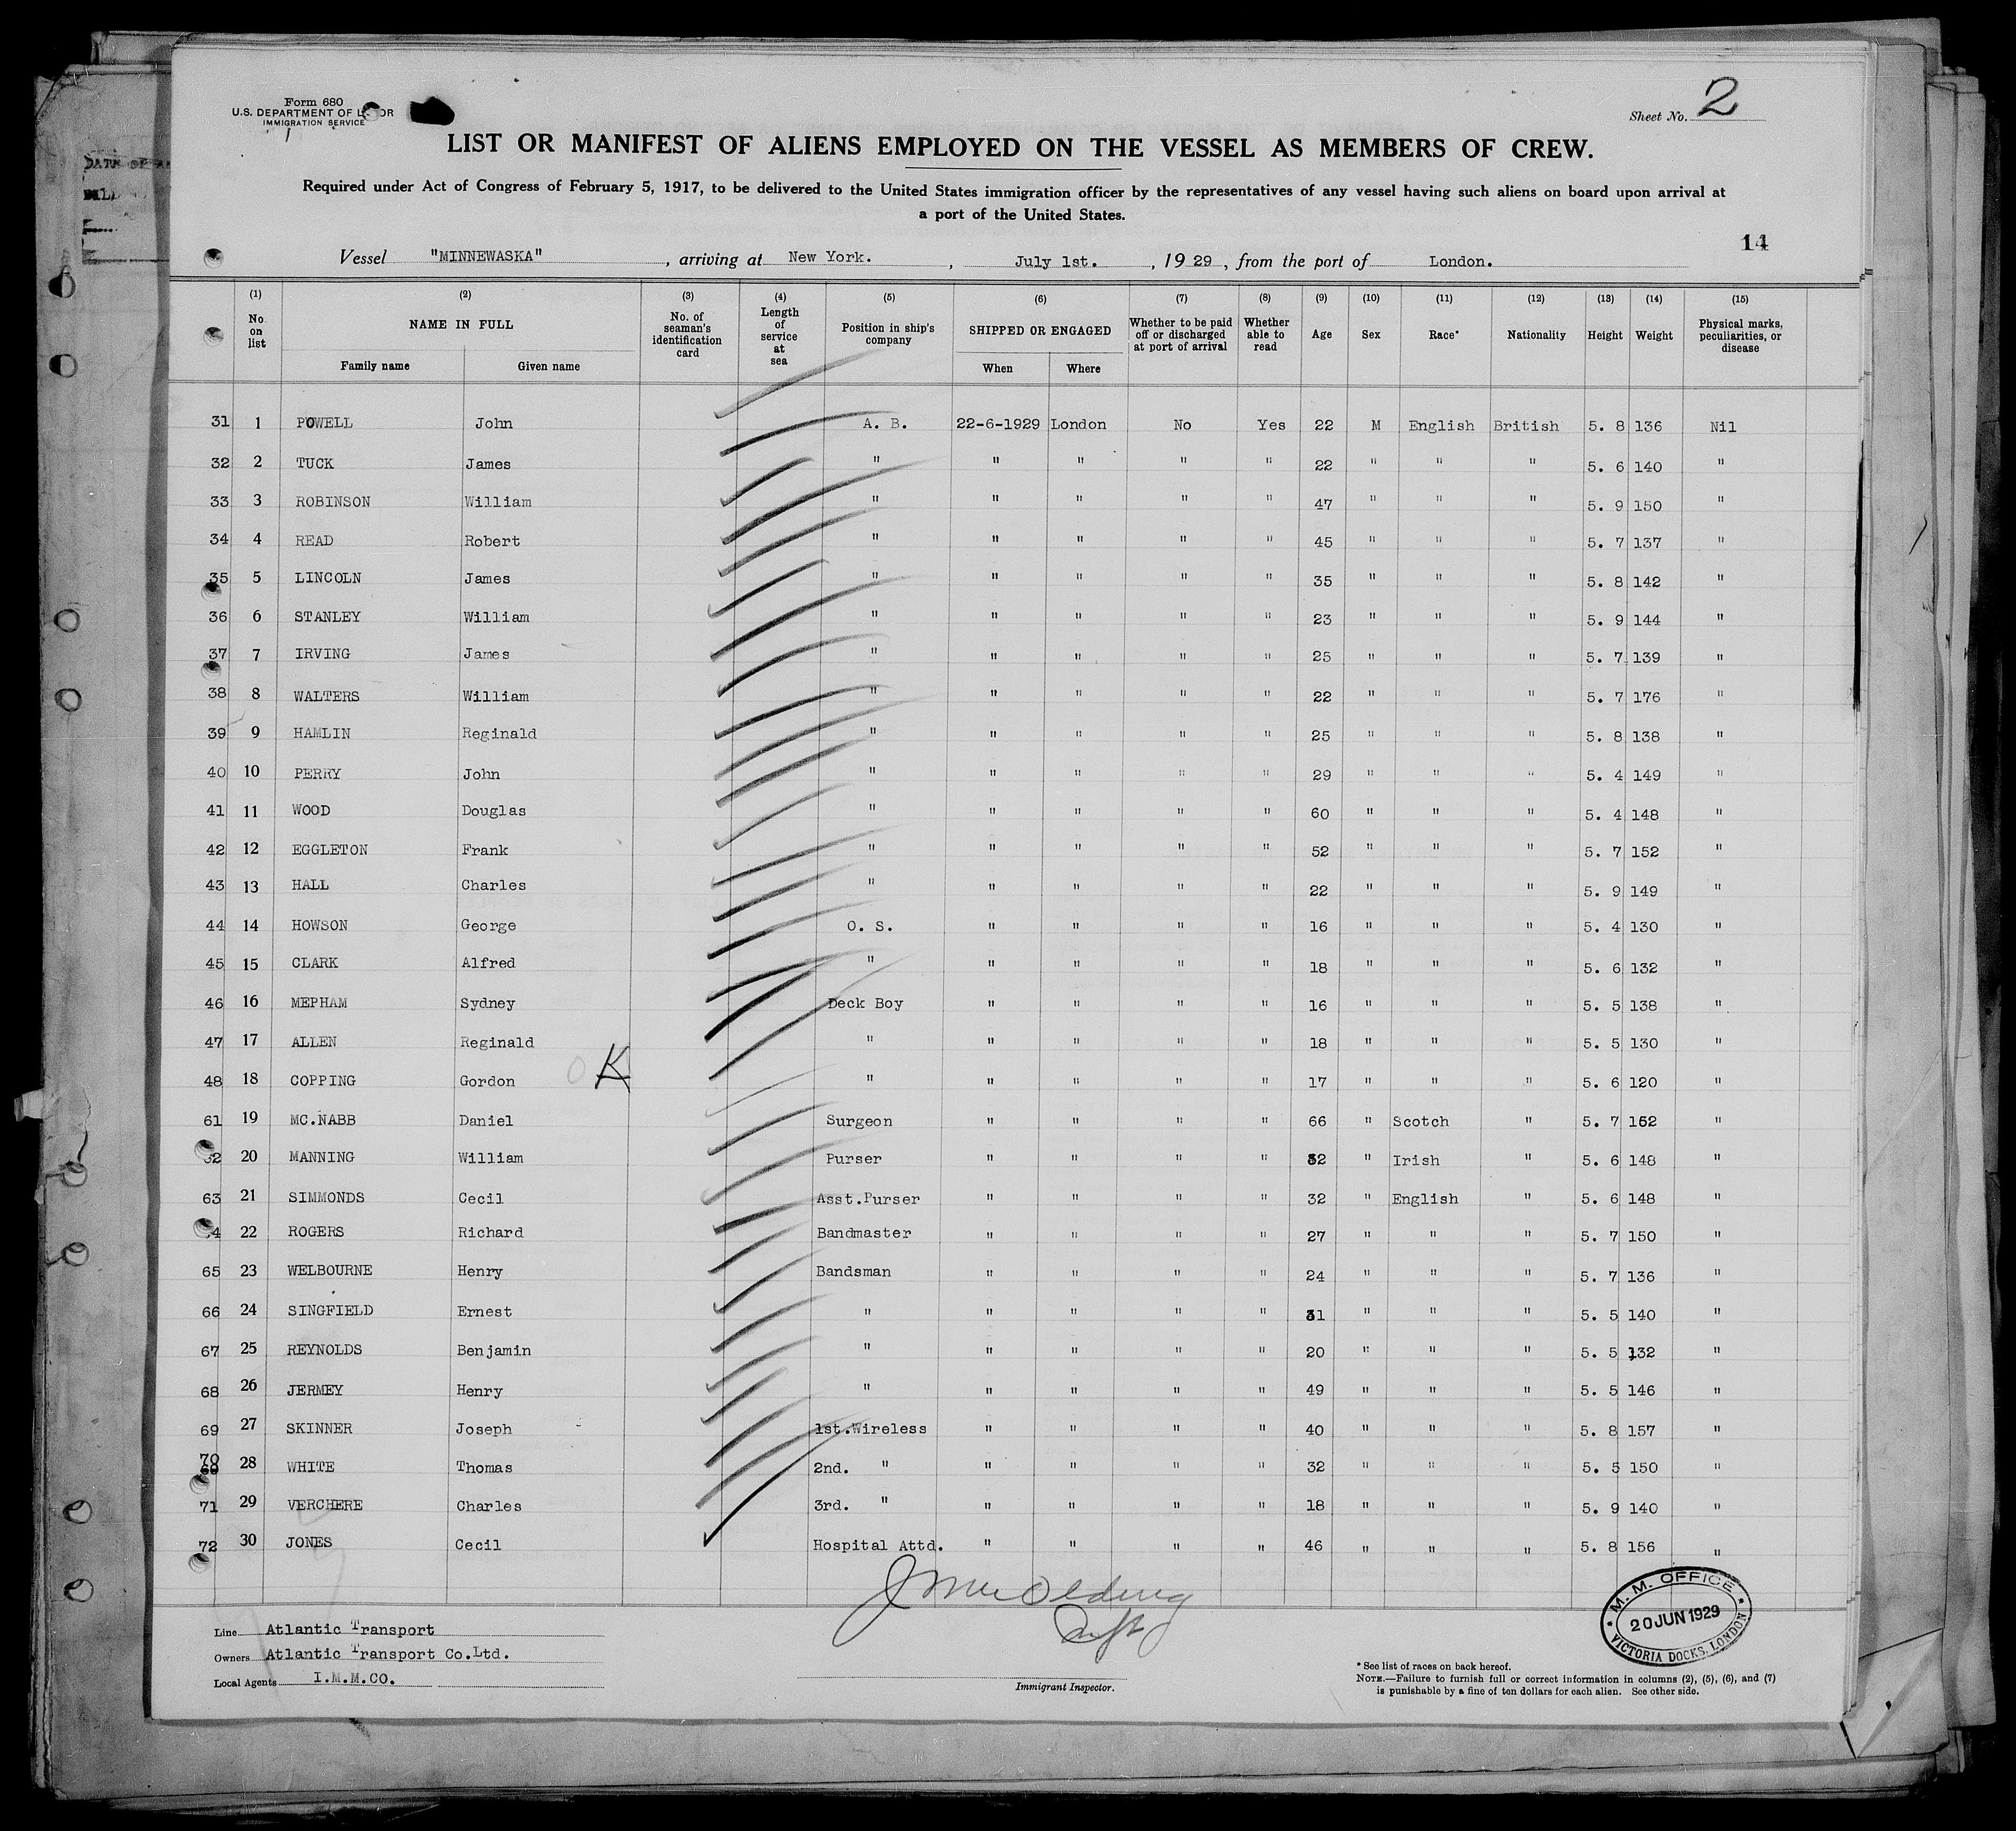 Form 680
U.S. DEPARTMENT OF L OR
IMMIGRATION SERVICE
Sheet No. 2
LIST OR MANIFEST OF ALIENS EMPLOYED ON THE VESSEL AS MEMBERS OF CREW.
Required under Act of Congress of February 5, 1917, to be delivered to the United States immigration officer by the representatives of any vessel having such aliens on board upon arrival at
a port of the United States.
14
Vessel "MINNEWASKA", arriving at New York. , July 1st. , 1929, from the port of London.
(1) No. on list (2) NAME IN FULL Family name Given name (3) No. of seaman's identification card (4) Length of service at sea (5) Position in ship's company (6) SHIPPED OR ENGAGED When Where (7) Whether to be paid off or discharged at port of arrival (8) Whether able to read (9) Age (10) Sex (11) Race* (12) Nationality (13) Height (14) Weight (15) Physical marks, peculiarities, or disease
31 1 POWELL John A. B. 22-6-1929 London No Yes 22 M English British 5. 8 136 Nil
32 2 TUCK James " " " " " 22 " " " 5. 6 140 "
33 3 ROBINSON William " " " " " 47 " " " 5. 9 150 "
34 4 READ Robert " " " " " 45 " " " 5. 7 137 "
35 5 LINCOLN James " " " " " 35 " " " 5. 8 142 "
36 6 STANLEY William " " " " " 23 " " " 5. 9 144 "
37 7 IRVING James " " " " " 25 " " " 5. 7 139 "
38 8 WALTERS William " " " " " 22 " " " 5. 7 176 "
39 9 HAMLIN Reginald " " " " " 25 " " " 5. 8 138 "
40 10 PERRY John " " " " " 29 " " " 5. 4 149 "
41 11 WOOD Douglas " " " " " 60 " " " 5. 4 148 "
42 12 EGGLETON Frank " " " " " 52 " " " 5. 7 152 "
43 13 HALL Charles " " " " " 22 " " " 5. 9 149 "
44 14 HOWSON George O. S. " " " " 16 " " " 5. 4 130 "
45 15 CLARK Alfred " " " " " 18 " " " 5. 6 132 "
46 16 MEPHAM Sydney Deck Boy " " " " 16 " " " 5. 5 138 "
47 17 ALLEN Reginald " " " " " 18 " " " 5. 5 130 "
48 18 COPPING Gordon OK " " " " " 17 " " " 5. 6 120 "
61 19 MC.NABB Daniel Surgeon " " " " 66 " Scotch " 5. 7 162 "
62 20 MANNING William Purser " " " " 32 " Irish " 5. 6 148 "
63 21 SIMMONDS Cecil Asst.Purser " " " " 32 " English " 5. 6 148 "
64 22 ROGERS Richard Bandmaster " " " " 27 " " " 5. 7 150 "
65 23 WELBOURNE Henry Bandsman " " " " 24 " " " 5. 7 136 "
66 24 SINGFIELD Ernest " " " " " 31 " " " 5. 5 140 "
67 25 REYNOLDS Benjamin " " " " " 20 " " " 5. 5 132 "
68 26 JERMEY Henry " " " " " 49 " " " 5. 5 146 "
69 27 SKINNER Joseph 1st.Wireless " " " " 40 " " " 5. 8 157 "
70 28 WHITE Thomas 2nd. " " " " " 32 " " " 5. 5 150 "
71 29 VERCHERE Charles 3rd. " " " " " 18 " " " 5. 9 140 "
72 30 JONES Cecil Hospital Attd. " " " " 46 " " " 5. 8 156 "
Line Atlantic Transport
Owners Atlantic Transport Co.Ltd.
Local Agents I.M.M.CO.
Immigrant Inspector.
M. M. OFFICE
20 JUN 1929
VICTORIA DOCKS, LONDON
* See list of races on back hereof.
NOTE.—Failure to furnish full or correct information in columns (2), (5), (6), and (7)
is punishable by a fine of ten dollars for each alien. See other side.